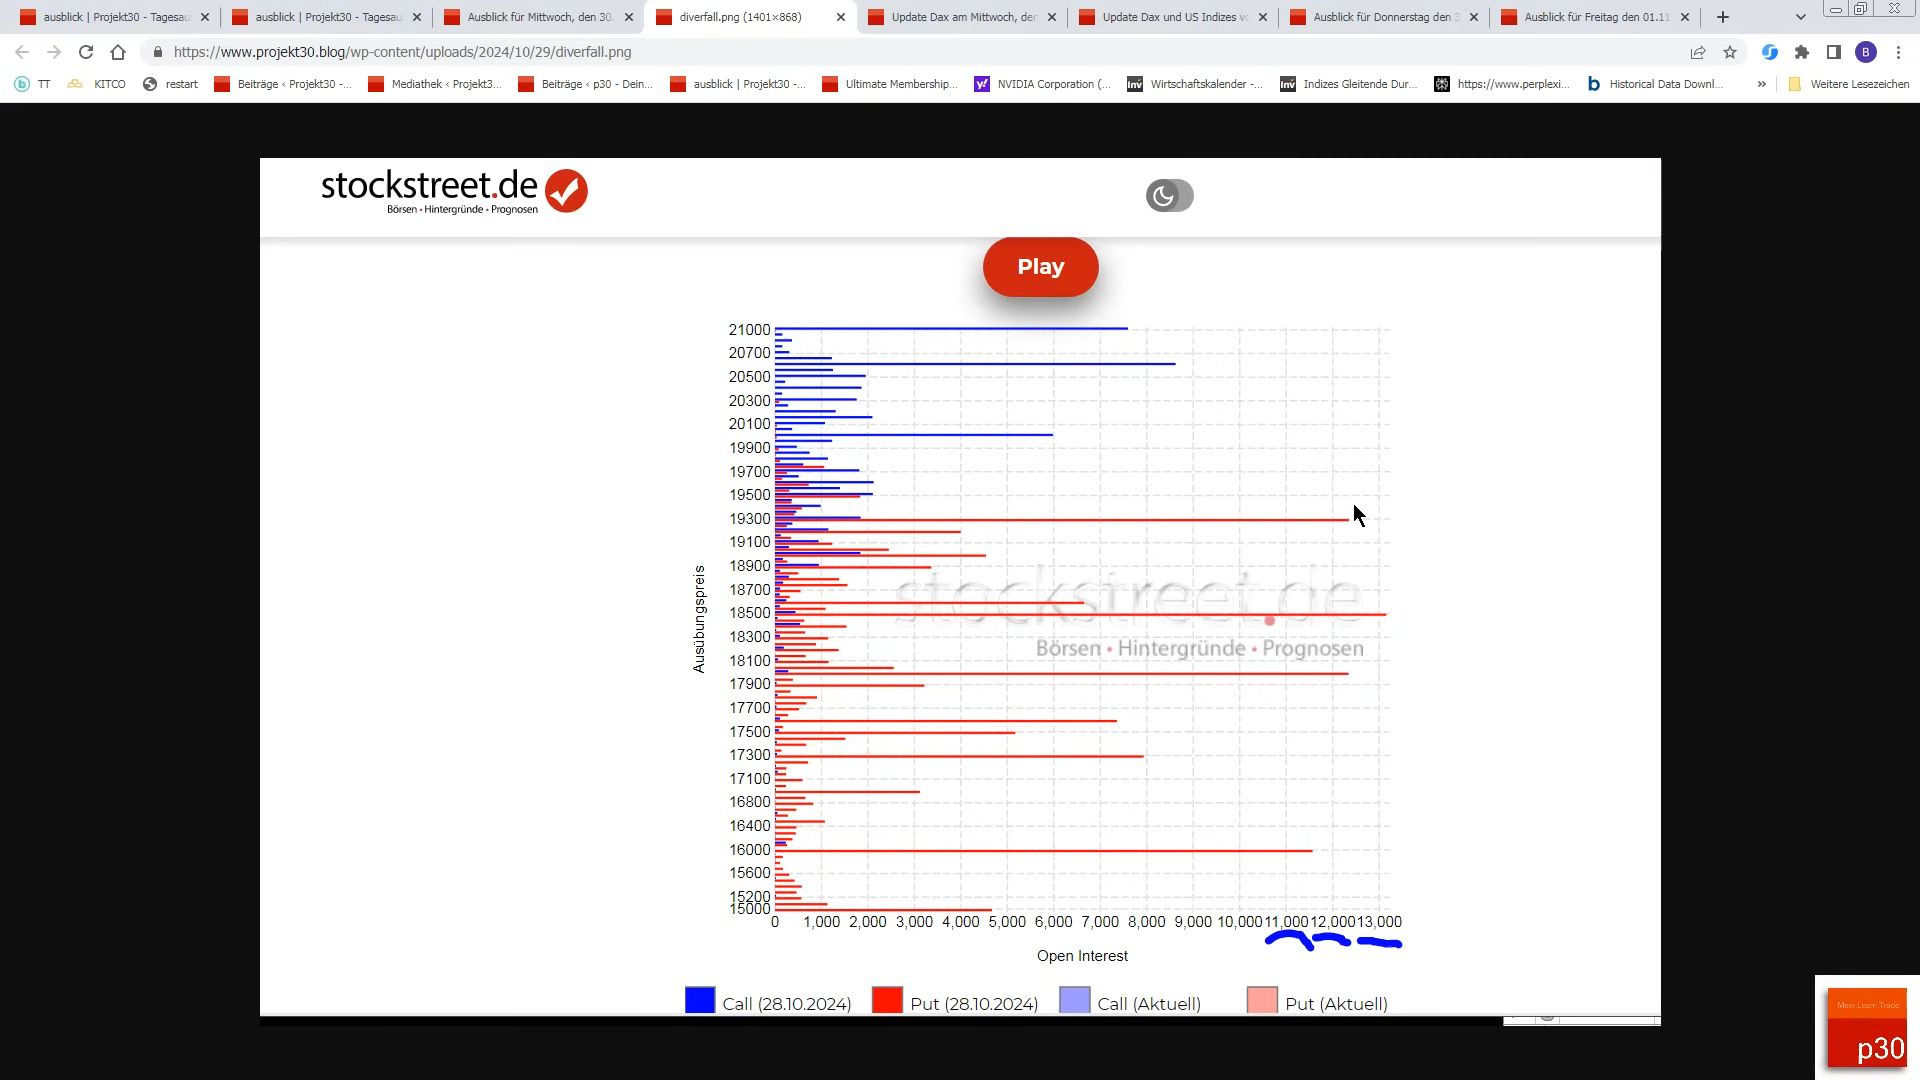 ausblick | Projekt30 - Tagesau
ausblick | Projekt30 - Tagesau
Ausblick für Mittwoch, den 30.
diverfall.png (1401×868)
Update Dax am Mittwoch, der
Update Dax und US Indizes vo
Ausblick für Donnerstag den 3
Ausblick für Freitag den 01.11
https://www.projekt30.blog/wp-content/uploads/2024/10/29/diverfall.png
B
TT
KITCO
restart
Beiträge ‹ Projekt30 -...
Mediathek ‹ Projekt3...
Beiträge ‹ p30 - Dein...
ausblick | Projekt30 -...
Ultimate Membership...
NVIDIA Corporation (...
Wirtschaftskalender -...
Indizes Gleitende Dur...
https://www.perplexi...
Historical Data Downl...
»
Weitere Lesezeichen
stockstreet.de
Börsen • Hintergründe • Prognosen
Play
21000
20700
20500
20300
20100
19900
19700
19500
19300
19100
18900
18700
18500
18300
18100
17900
17700
17500
17300
17100
16800
16400
16000
15600
15200
15000
Ausübungspreis
stockstreet.de
Börsen • Hintergründe • Prognosen
0 1,000 2,000 3,000 4,000 5,000 6,000 7,000 8,000 9,000 10,000 11,000 12,000 13,000
Open Interest
Call (28.10.2024) Put (28.10.2024) Call (Aktuell) Put (Aktuell)
Mein.Learn Trade
p30